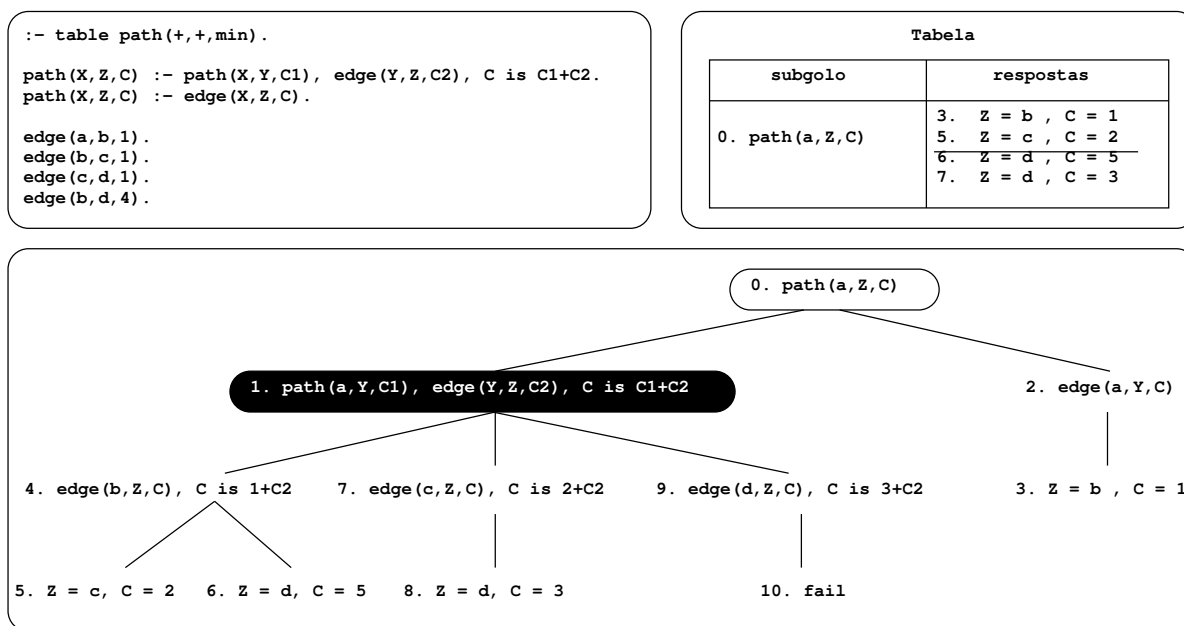 :- table path(+,+,min).
path(X,Z,C) :- path(X,Y,C1), edge(Y,Z,C2), C is C1+C2.
path(X,Z,C) :- edge(X,Z,C).
edge(a,b,1).
edge(b,c,1).
edge(c,d,1).
edge(b,d,4).
Tabela
subgolo respostas
0. path(a,Z,C)
3. Z = b , C = 1
5. Z = c , C = 2
6. Z = d , C = 5
7. Z = d , C = 3
0. path(a,Z,C)
1. path(a,Y,C1), edge(Y,Z,C2), C is C1+C2
2. edge(a,Y,C)
4. edge(b,Z,C), C is 1+C2
7. edge(c,Z,C), C is 2+C2
9. edge(d,Z,C), C is 3+C2
3. Z = b , C = 1
5. Z = c, C = 2
6. Z = d, C = 5
8. Z = d, C = 3
10. fail